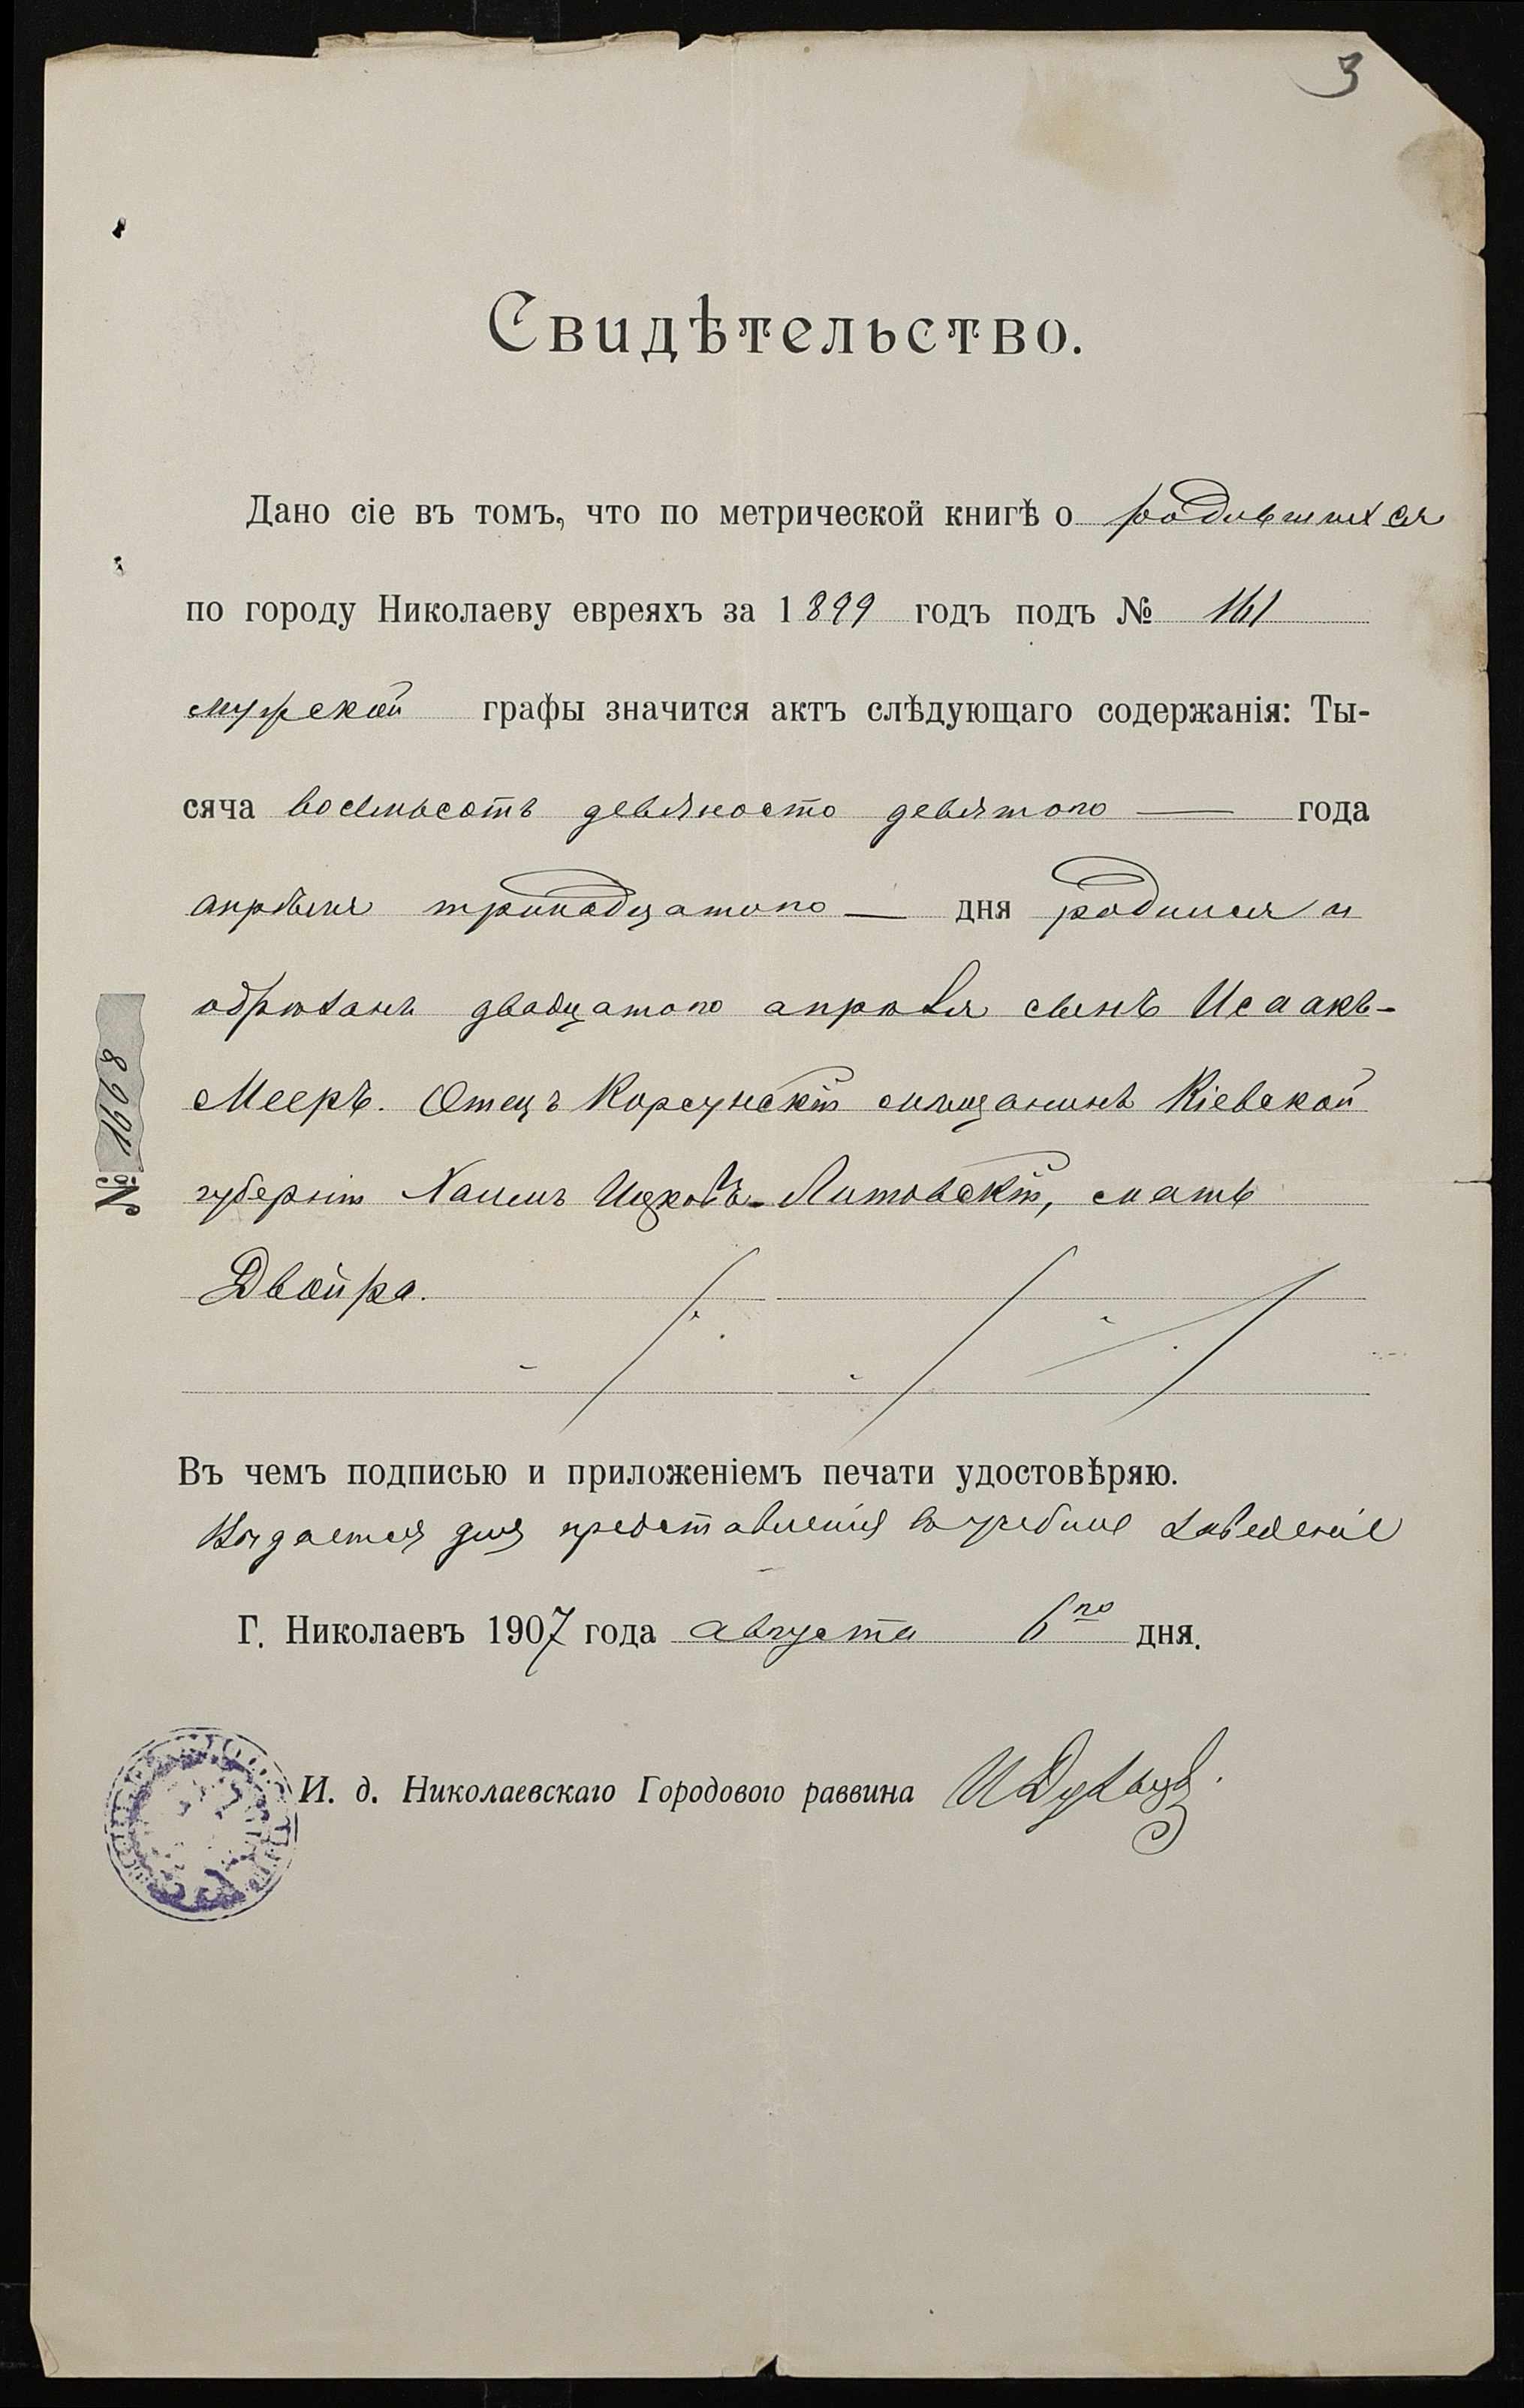 3
Свидѣтельство.
Дано сіе въ томъ, что по метрической книгѣ о родившихся
по городу Николаеву евреяхъ за 1899 годъ подъ № 161
мужской графы значится актъ слѣдующаго содержанія: Ты-
сяча восемьсотъ девяносто девятого — года
апрѣля тринадцатого — дня родился и
обрѣзанъ двадцатого апрѣля сынъ Исаакъ-
Мееръ. Отецъ Корсунскій мѣщанинъ Кіевской
губерніи Хаимъ Ицковъ Литовскій, мать
Двойра.
Въ чемъ подписью и приложеніемъ печати удостовѣряю.
Выдается для представленія въ учебные заведенія
Г. Николаевъ 1907 года августа 6го дня.
И. д. Николаевскаго Городового раввина
№ 1668